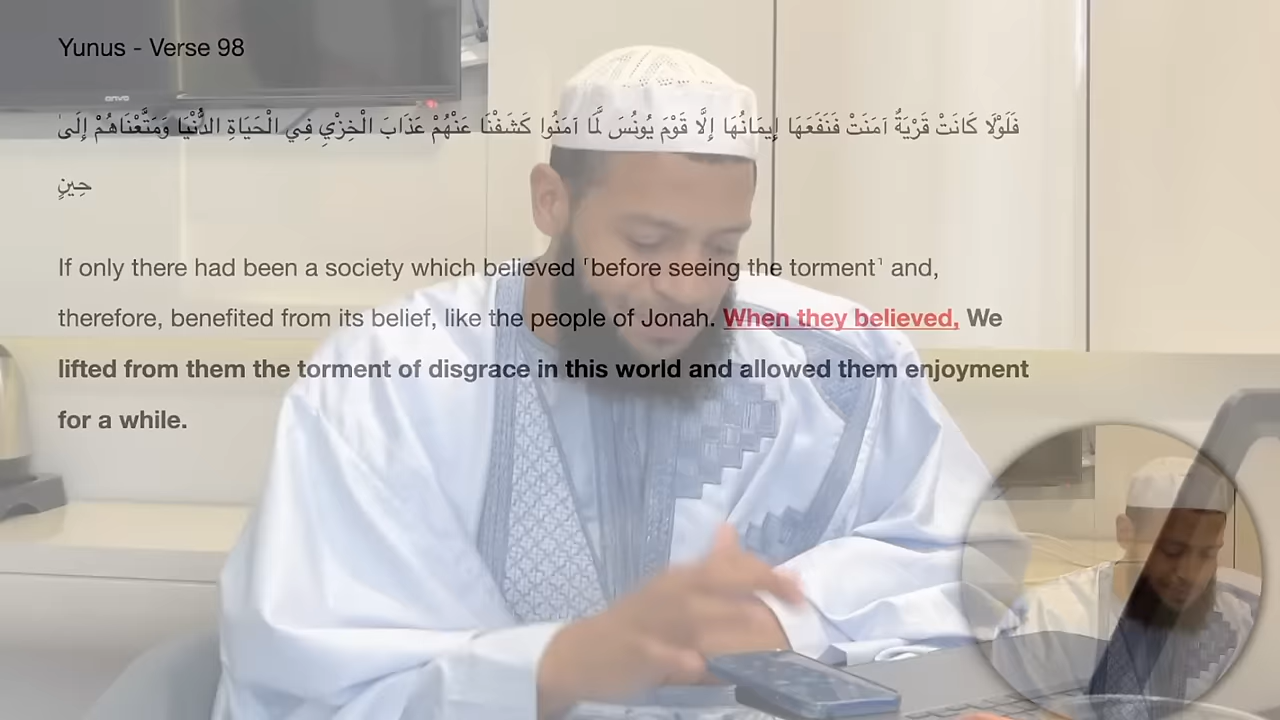 Yunus - Verse 98
onvo
فَلَوْلَا كَانَتْ قَرْيَةٌ آمَنَتْ فَنَفَعَهَا إِيمَانُهَا إِلَّا قَوْمَ يُونُسَ لَمَّا آمَنُوا كَشَفْنَا عَنْهُمْ عَذَابَ الْخِزْيِ فِي الْحَيَاةِ الدُّنْيَا وَمَتَّعْنَاهُمْ إِلَىٰ
حِينٍ
If only there had been a society which believed ˹before seeing the torment˺ and,
therefore, benefited from its belief, like the people of Jonah. When they believed, We
lifted from them the torment of disgrace in this world and allowed them enjoyment
for a while.